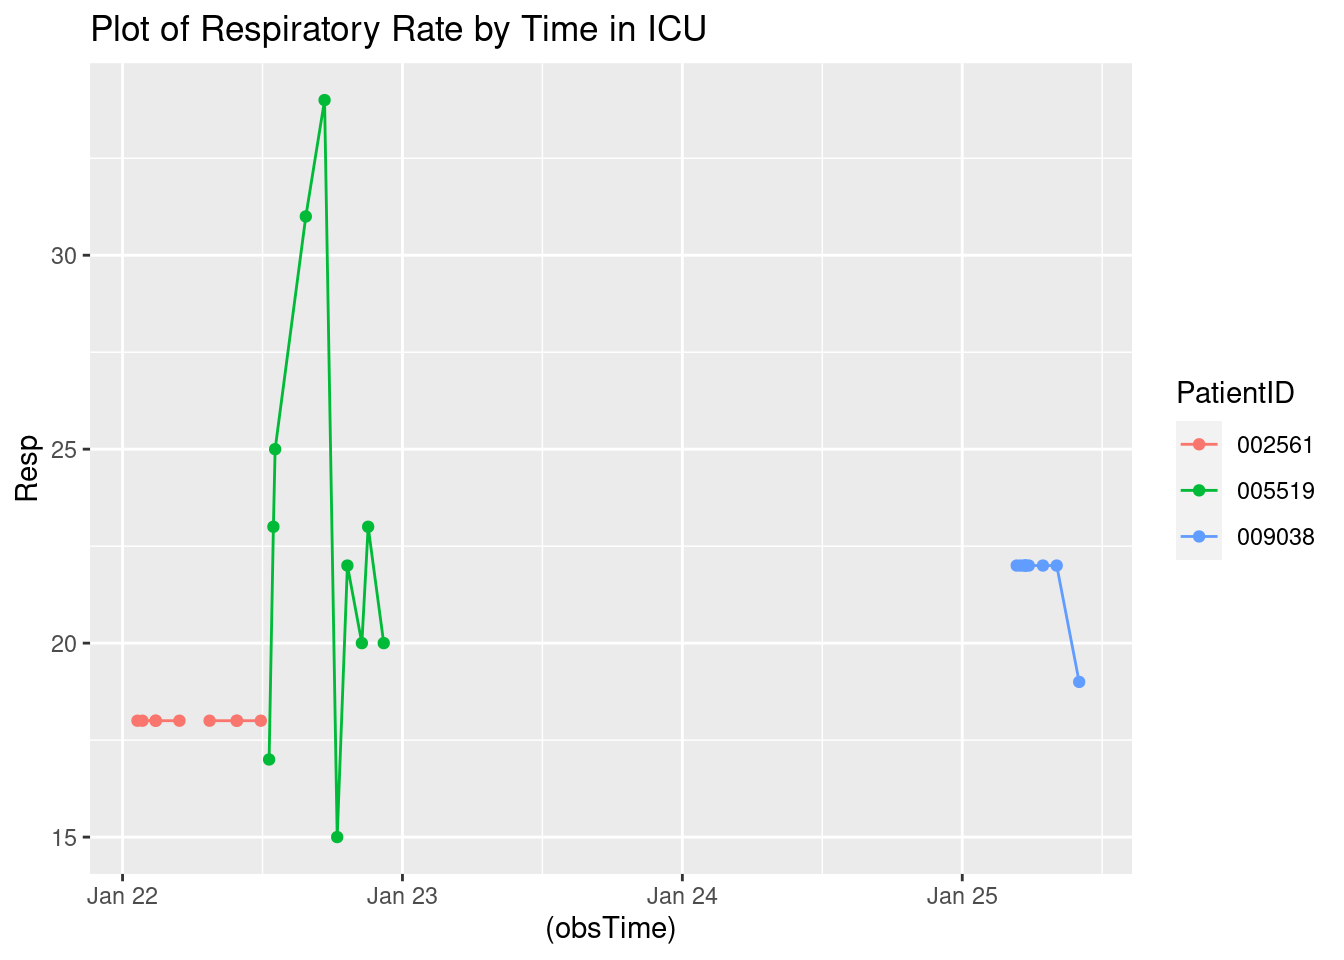 Plot of Respiratory Rate by Time in ICU
30
25
20
15
Resp
Jan 22
Jan 23
Jan 24
Jan 25
(obsTime)
PatientID
002561
005519
009038